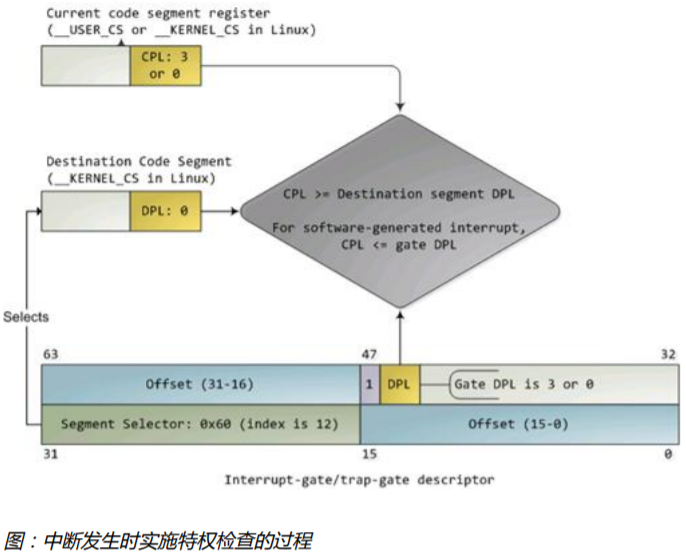 Current code segment register
(__USER_CS or __KERNEL_CS in Linux)
CPL: 3
or 0
Destination Code Segment
(__KERNEL_CS in Linux)
DPL: 0
CPL >= Destination segment DPL
For software-generated interrupt,
CPL <= gate DPL
Selects
63
47
32
Offset (31-16)
1
DPL
Gate DPL is 3 or 0
Segment Selector: 0x60 (index is 12)
Offset (15-0)
31
15
0
Interrupt-gate/trap-gate descriptor
图：中断发生时实施特权检查的过程